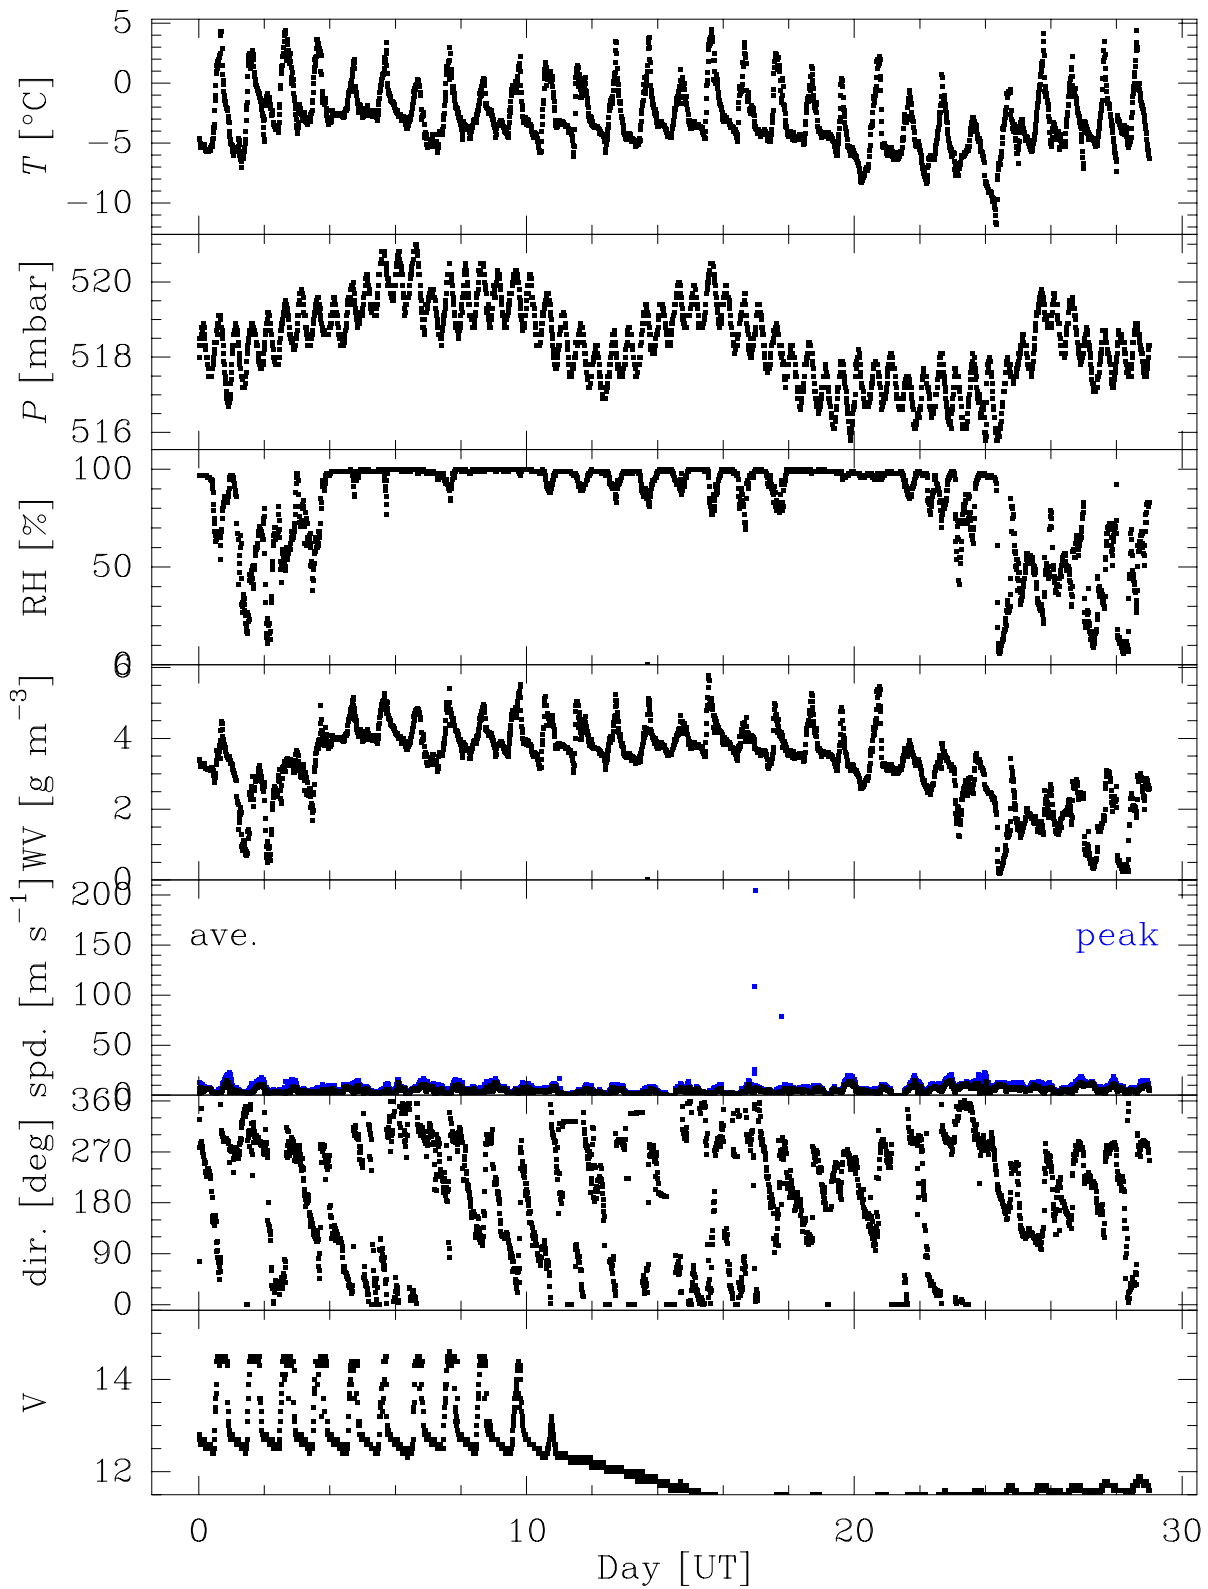 5
0
−5
−10
T [°C]
520
518
516
P [mbar]
100
50
0
RH [%]
6
4
2
0
WV [g m−3]
200
150
100
50
0
spd. [m s−1]
ave.
peak
360
270
180
90
0
dir. [deg]
14
12
V
0 10 20 30
Day [UT]